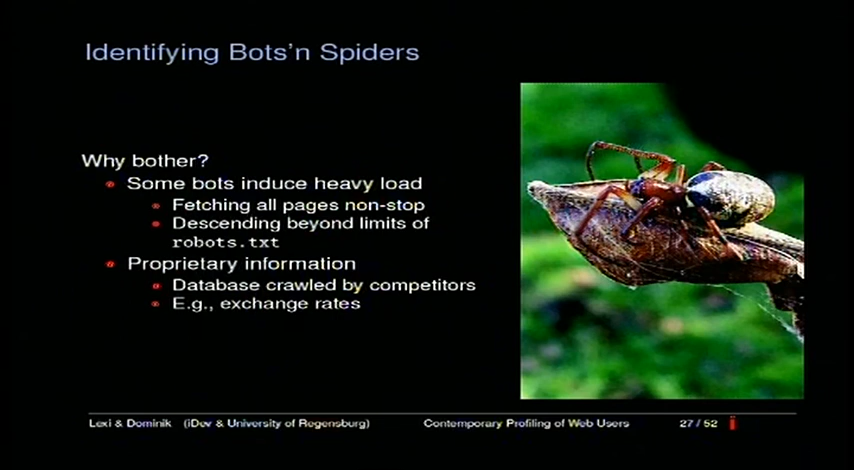 Identifying Bots'n Spiders
Why bother?
Some bots induce heavy load
Fetching all pages non-stop
Descending beyond limits of
robots.txt
Proprietary information
Database crawled by competitors
E.g., exchange rates
Lexi & Dominik (iDev & University of Regensburg) Contemporary Profiling of Web Users 27 / 52